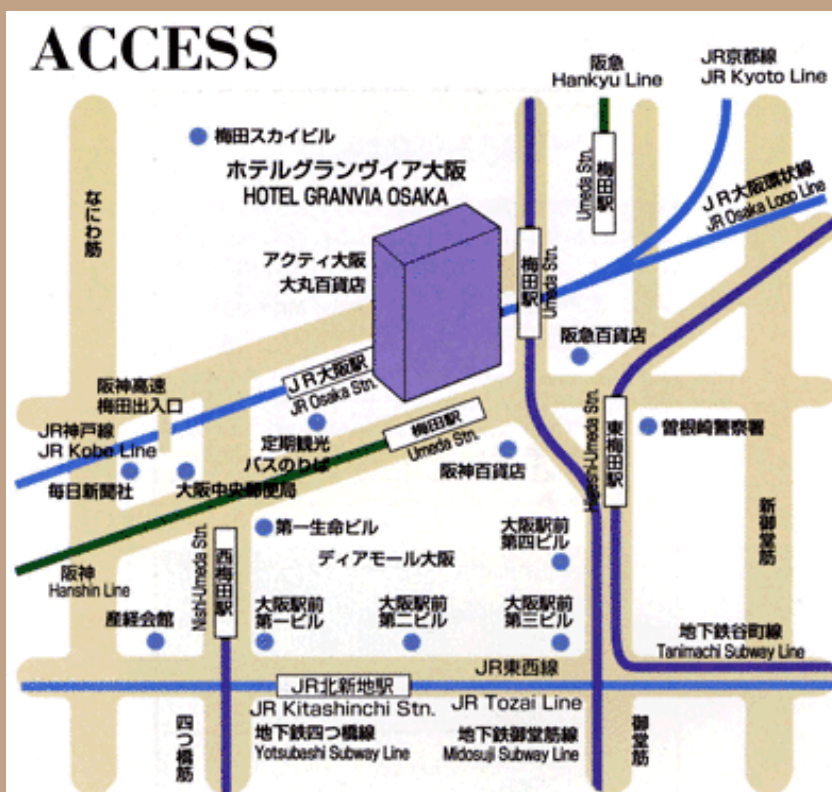 ACCESS
阪急
Hankyu Line
JR京都線
JR Kyoto Line
梅田スカイビル
ホテルグランヴィア大阪
HOTEL GRANVIA OSAKA
Umeda Stn.
梅田駅
JR大阪環状線
JR Osaka Loop Line
なにわ筋
アクティ大阪
大丸百貨店
梅田駅
Umeda Stn.
阪急百貨店
阪神高速
梅田出入口
JR大阪駅
JR Osaka Stn.
JR神戸線
JR Kobe Line
定期観光
バスのりば
梅田駅
Umeda Stn.
阪神百貨店
Higashi-Umeda Stn.
東梅田駅
曽根崎警察署
毎日新聞社
大阪中央郵便局
新御堂筋
阪神
Hanshin Line
Nishi-Umeda Stn.
西梅田駅
第一生命ビル
ディアモール大阪
大阪駅前
第四ビル
産経会館
大阪駅前
第一ビル
大阪駅前
第二ビル
大阪駅前
第三ビル
地下鉄谷町線
Tanimachi Subway Line
JR東西線
JR Tozai Line
JR北新地駅
JR Kitashinchi Stn.
四つ橋筋
地下鉄四つ橋線
Yotsubashi Subway Line
地下鉄御堂筋線
Midosuji Subway Line
御堂筋